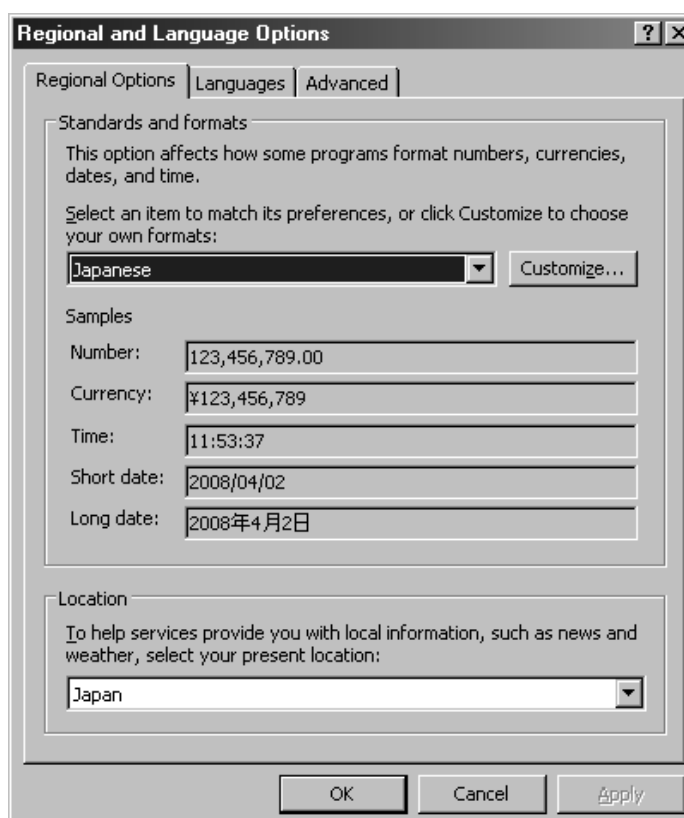 Regional and Language Options
Regional Options Languages Advanced
Standards and formats
This option affects how some programs format numbers, currencies,
dates, and time.
Select an item to match its preferences, or click Customize to choose
your own formats:
Japanese Customize...
Samples
Number: 123,456,789.00
Currency: ¥123,456,789
Time: 11:53:37
Short date: 2008/04/02
Long date: 2008年4月2日
Location
To help services provide you with local information, such as news and
weather, select your present location:
Japan
OK Cancel Apply